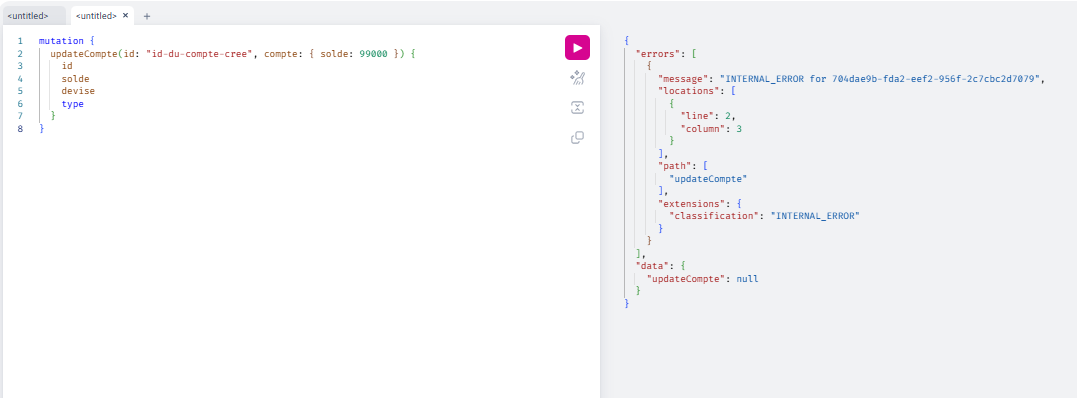 <untitled>
<untitled> × +
1 mutation {
2 updateCompte(id: "id-du-compte-cree", compte: { solde: 99000 }) {
3 id
4 solde
5 devise
6 type
7 }
8 }
{
"errors": [
{
"message": "INTERNAL_ERROR for 704dae9b-fda2-eef2-956f-2c7cbc2d7079",
"locations": [
{
"line": 2,
"column": 3
}
],
"path": [
"updateCompte"
],
"extensions": {
"classification": "INTERNAL_ERROR"
}
}
],
"data": {
"updateCompte": null
}
}